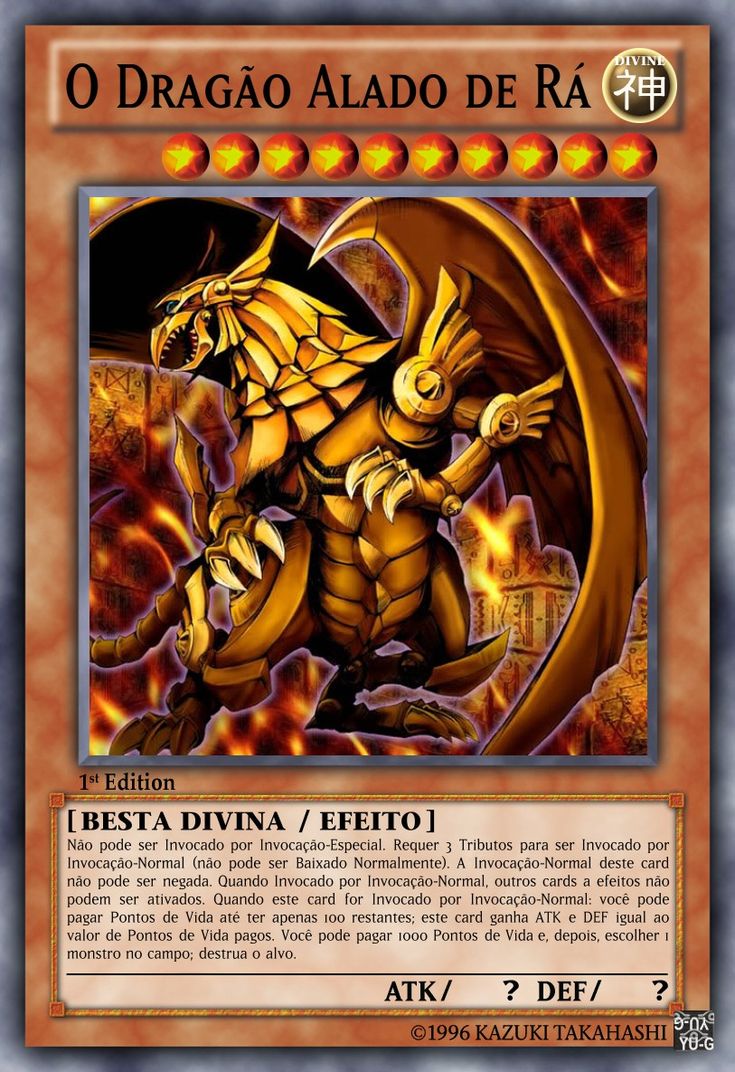 O Dragão Alado de Rá
DIVINE
神
1st Edition
[BESTA DIVINA / EFEITO]
Não pode ser Invocado por Invocação-Especial. Requer 3 Tributos para ser Invocado por
Invocação-Normal (não pode ser Baixado Normalmente). A Invocação-Normal deste card
não pode ser negada. Quando Invocado por Invocação-Normal, outros cards a efeitos não
podem ser ativados. Quando este card for Invocado por Invocação-Normal: você pode
pagar Pontos de Vida até ter apenas 100 restantes; este card ganha ATK e DEF igual ao
valor de Pontos de Vida pagos. Você pode pagar 1000 Pontos de Vida e, depois, escolher 1
monstro no campo; destrua o alvo.
ATK/ ? DEF/ ?
©1996 KAZUKI TAKAHASHI
YU-G